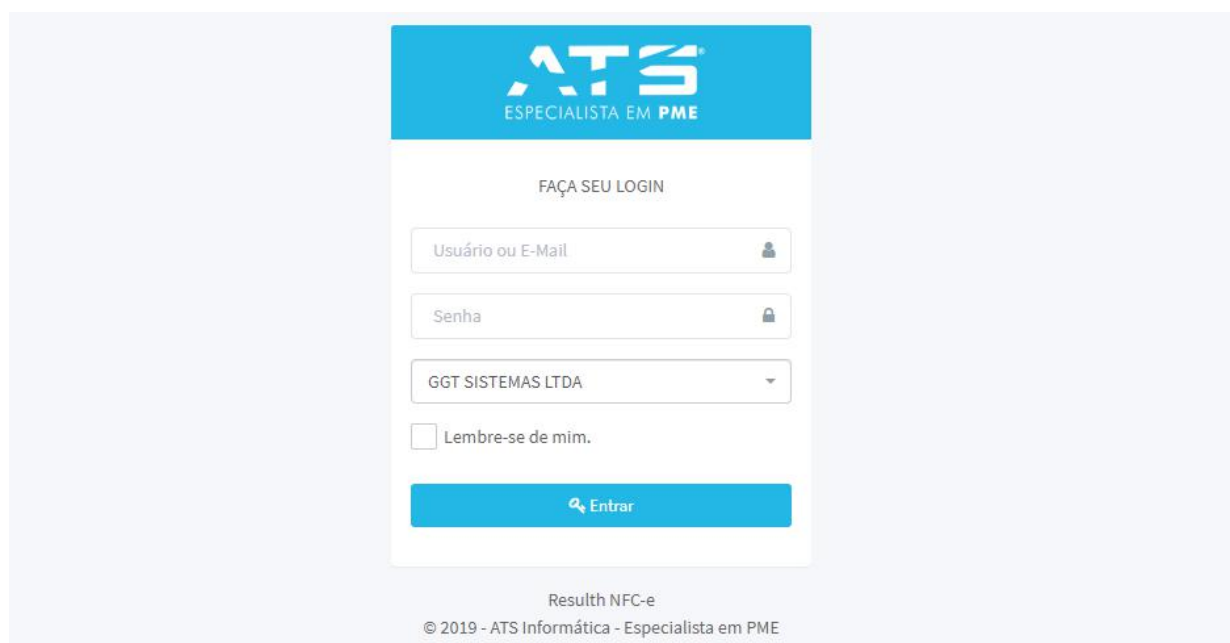 ATS®
ESPECIALISTA EM PME
FAÇA SEU LOGIN
Usuário ou E-Mail
Senha
GGT SISTEMAS LTDA
Lembre-se de mim.
Entrar
Resulth NFC-e
© 2019 - ATS Informática - Especialista em PME